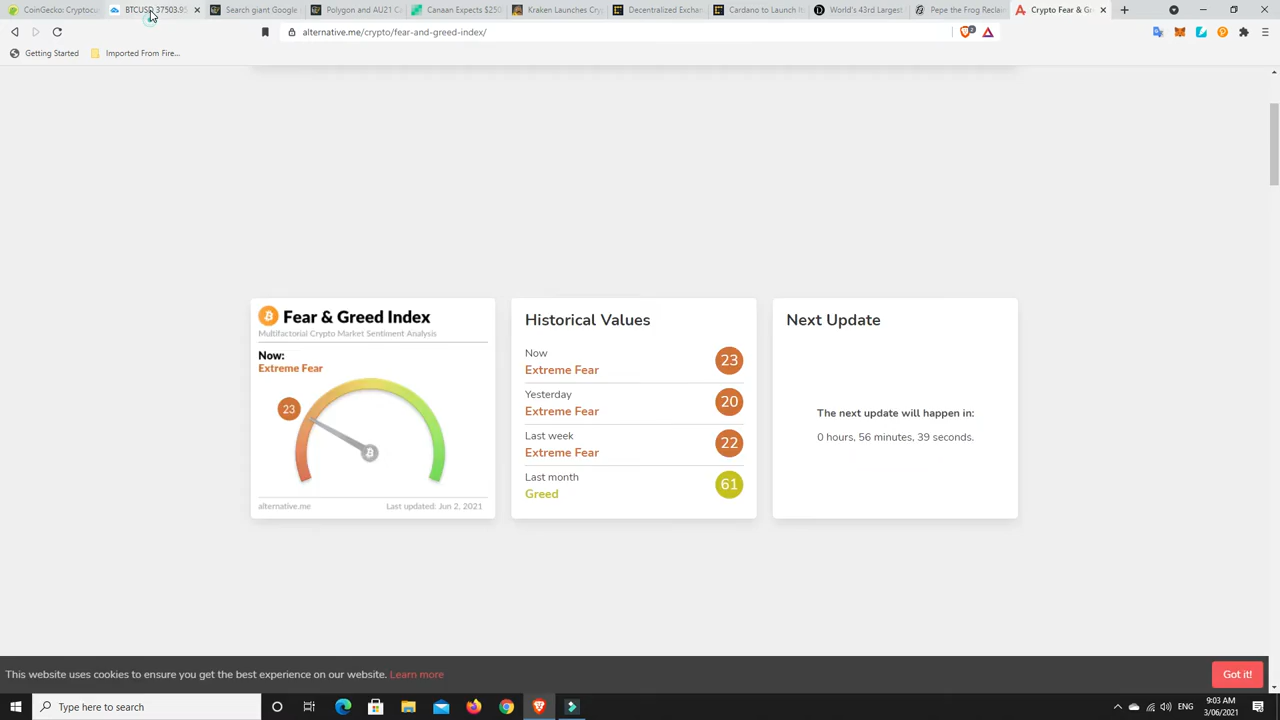 CoinGecko: Cryptocu
BTCUSD 37503.95
Search giant Google
Polygon and AU21 Ca
Canaan Expects $250
Kraken Launches Cryp
Decentralized Exchan
Cardano to Launch It
World's 43rd Largest
Pepe the Frog Reclaim
Crypto Fear & Gre
alternative.me/crypto/fear-and-greed-index/
Getting Started
Imported From Fire...
Fear & Greed Index
Multifactorial Crypto Market Sentiment Analysis
Now:
Extreme Fear
23
alternative.me
Last updated: Jun 2, 2021
Historical Values
Now
Extreme Fear
23
Yesterday
Extreme Fear
20
Last week
Extreme Fear
22
Last month
Greed
61
Next Update
The next update will happen in:
0 hours, 56 minutes, 39 seconds.
This website uses cookies to ensure you get the best experience on our website. Learn more
Got it!
Type here to search
ENG
9:03 AM
3/06/2021